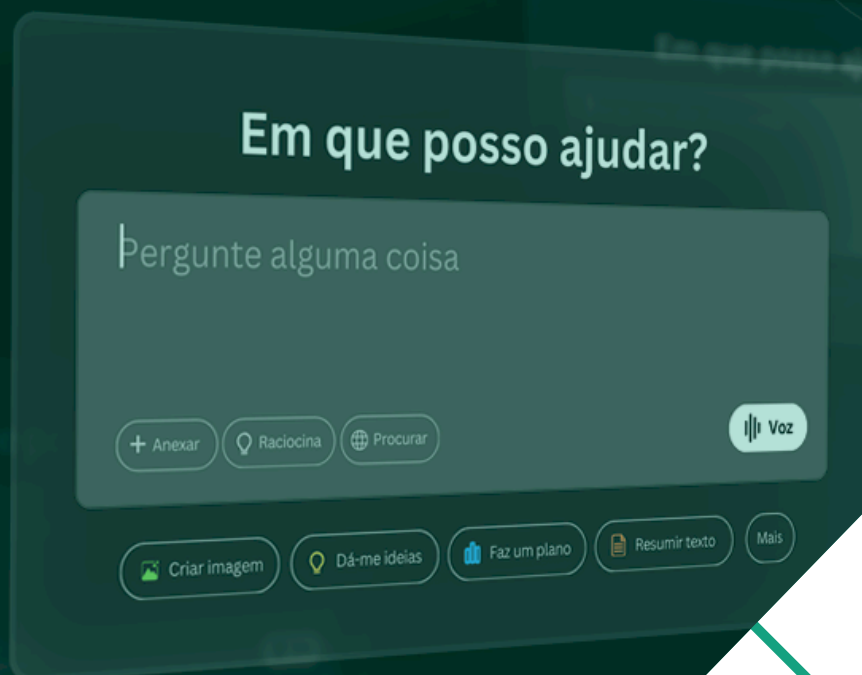 Em que posso ajudar?
Pergunte alguma coisa
Anexar
Raciocina
Procurar
Voz
Criar imagem
Dá-me ideias
Faz um plano
Resumir texto
Mais